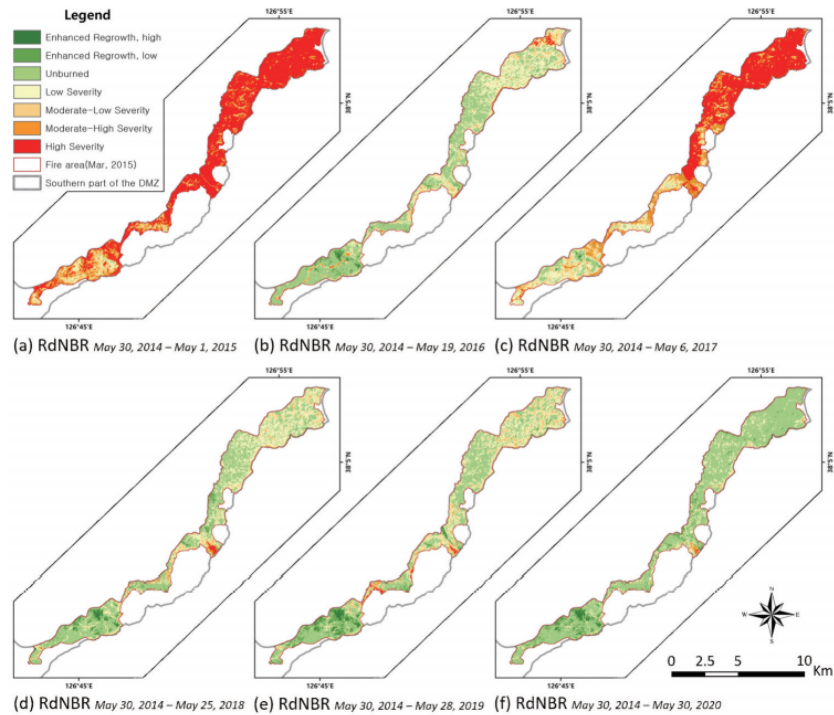 Legend
Enhanced Regrowth, high
Enhanced Regrowth, low
Unburned
Low Severity
Moderate-Low Severity
Moderate-High Severity
High Severity
Fire area(Mar, 2015)
Southern part of the DMZ
126°55'E
126°55'E
126°55'E
38°5'N
38°5'N
38°5'N
126°45'E
126°45'E
126°45'E
(a) RdNBR May 30, 2014 – May 1, 2015
(b) RdNBR May 30, 2014 – May 19, 2016
(c) RdNBR May 30, 2014 – May 6, 2017
126°55'E
126°55'E
126°55'E
38°5'N
38°5'N
38°5'N
N
W
E
S
0 2.5 5 10
Km
126°45'E
126°45'E
126°45'E
(d) RdNBR May 30, 2014 – May 25, 2018
(e) RdNBR May 30, 2014 – May 28, 2019
(f) RdNBR May 30, 2014 – May 30, 2020